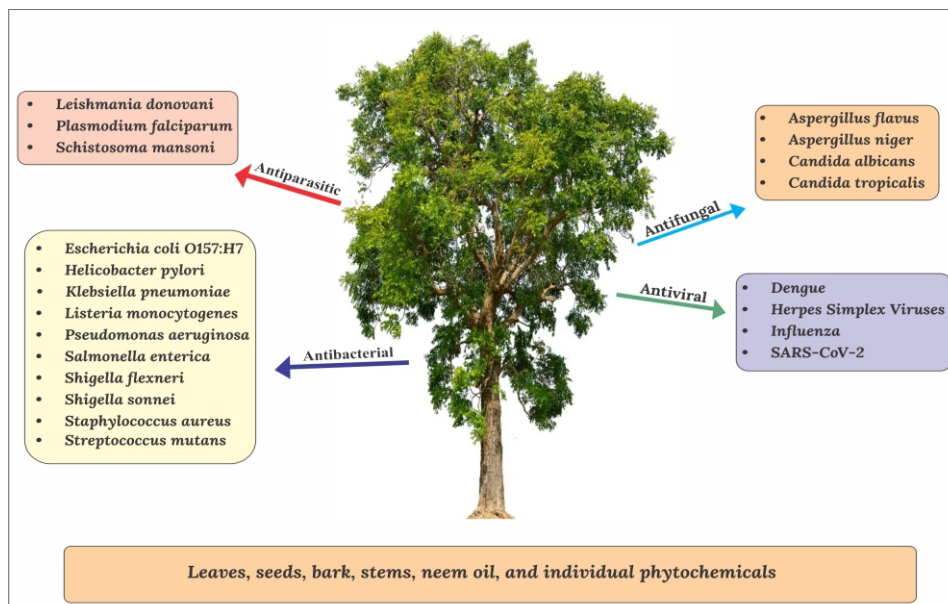 • Leishmania donovani
• Plasmodium falciparum
• Schistosoma mansoni
Antiparasitic
• Escherichia coli O157:H7
• Helicobacter pylori
• Klebsiella pneumoniae
• Listeria monocytogenes
• Pseudomonas aeruginosa
• Salmonella enterica
• Shigella flexneri
• Shigella sonnei
• Staphylococcus aureus
• Streptococcus mutans
Antibacterial
• Aspergillus flavus
• Aspergillus niger
• Candida albicans
• Candida tropicalis
Antifungal
• Dengue
• Herpes Simplex Viruses
• Influenza
• SARS-CoV-2
Antiviral
Leaves, seeds, bark, stems, neem oil, and individual phytochemicals